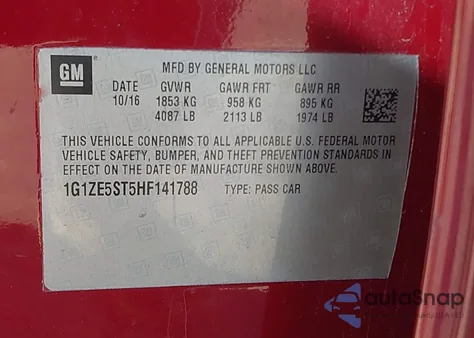 GM
MFD BY GENERAL MOTORS LLC
DATE GVWR GAWR FRT GAWR RR
10/16 1853 KG 958 KG 895 KG
4087 LB 2113 LB 1974 LB
THIS VEHICLE CONFORMS TO ALL APPLICABLE U.S. FEDERAL MOTOR
VEHICLE SAFETY, BUMPER, AND THEFT PREVENTION STANDARDS IN
EFFECT ON THE DATE OF MANUFACTURE SHOWN ABOVE.
1G1ZE5ST5HF141788 TYPE: PASS CAR
autoSnap